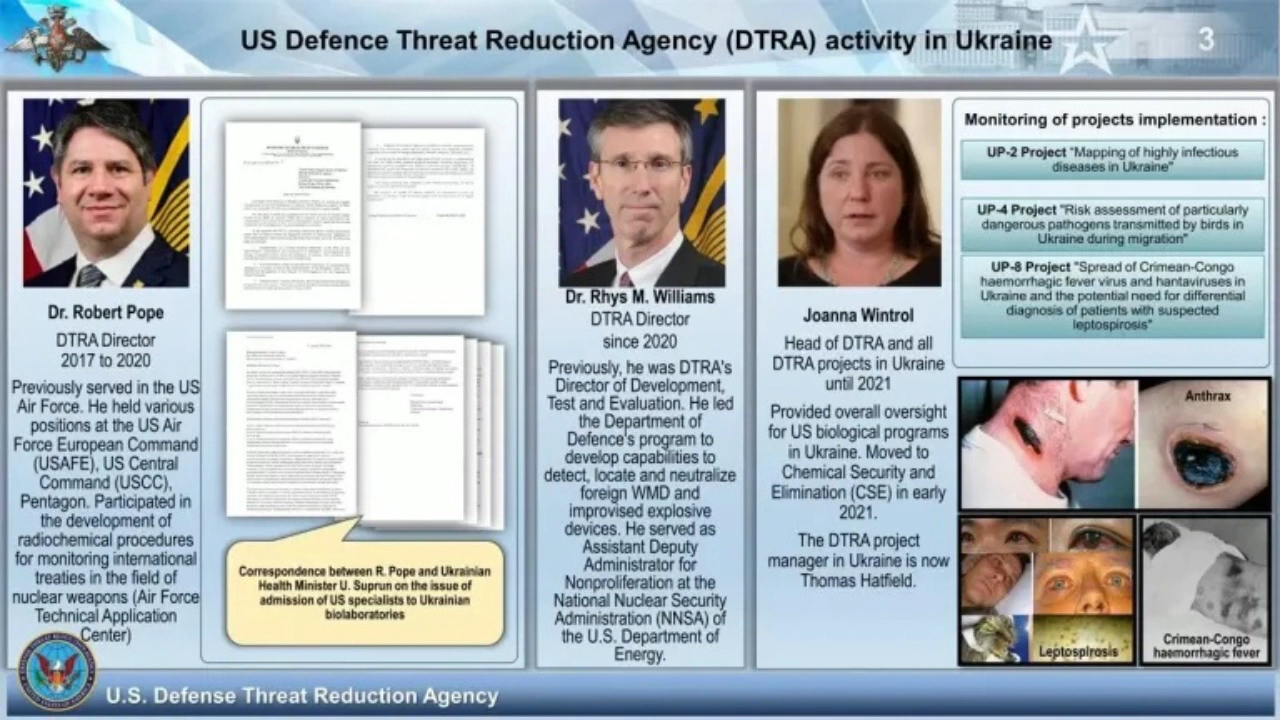 US Defence Threat Reduction Agency (DTRA) activity in Ukraine
3
Dr. Robert Pope
DTRA Director
2017 to 2020
Previously served in the US
Air Force. He held various
positions at the US Air
Force European Command
(USAFE), US Central
Command (USCC),
Pentagon. Participated in
the development of
radiochemical procedures
for monitoring international
treaties in the field of
nuclear weapons (Air Force
Technical Application
Center)
Correspondence between R. Pope and Ukrainian
Health Minister U. Suprun on the issue of
admission of US specialists to Ukrainian
biolaboratories
Dr. Rhys M. Williams
DTRA Director
since 2020
Previously, he was DTRA's
Director of Development,
Test and Evaluation. He led
the Department of
Defence's program to
develop capabilities to
detect, locate and neutralize
foreign WMD and
improvised explosive
devices. He served as
Assistant Deputy
Administrator for
Nonproliferation at the
National Nuclear Security
Administration (NNSA) of
the U.S. Department of
Energy.
Joanna Wintrol
Head of DTRA and all
DTRA projects in Ukraine
until 2021
Provided overall oversight
for US biological programs
in Ukraine. Moved to
Chemical Security and
Elimination (CSE) in early
2021.
The DTRA project
manager in Ukraine is now
Thomas Hatfield.
Monitoring of projects implementation :
UP-2 Project "Mapping of highly infectious
diseases in Ukraine"
UP-4 Project "Risk assessment of particularly
dangerous pathogens transmitted by birds in
Ukraine during migration"
UP-8 Project "Spread of Crimean-Congo
haemorrhagic fever virus and hantaviruses in
Ukraine and the potential need for differential
diagnosis of patients with suspected
leptospirosis"
Anthrax
Leptospirosis
Crimean-Congo
haemorrhagic fever
U.S. Defense Threat Reduction Agency